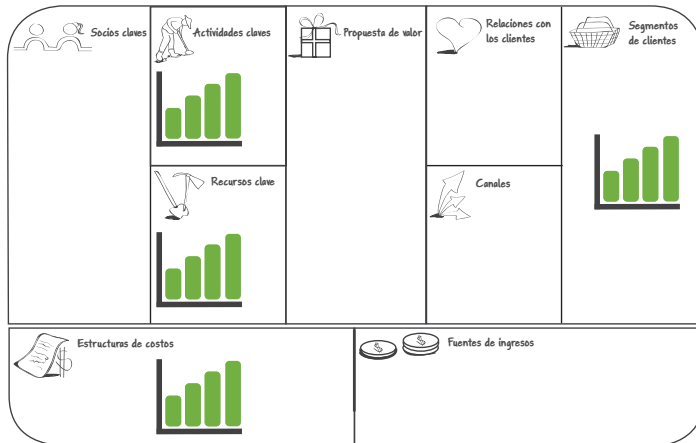 Socios claves
Actividades claves
Propuesta de valor
Relaciones con
los clientes
Segmentos
de clientes
Recursos clave
Canales
Estructuras de costos
Fuentes de ingresos